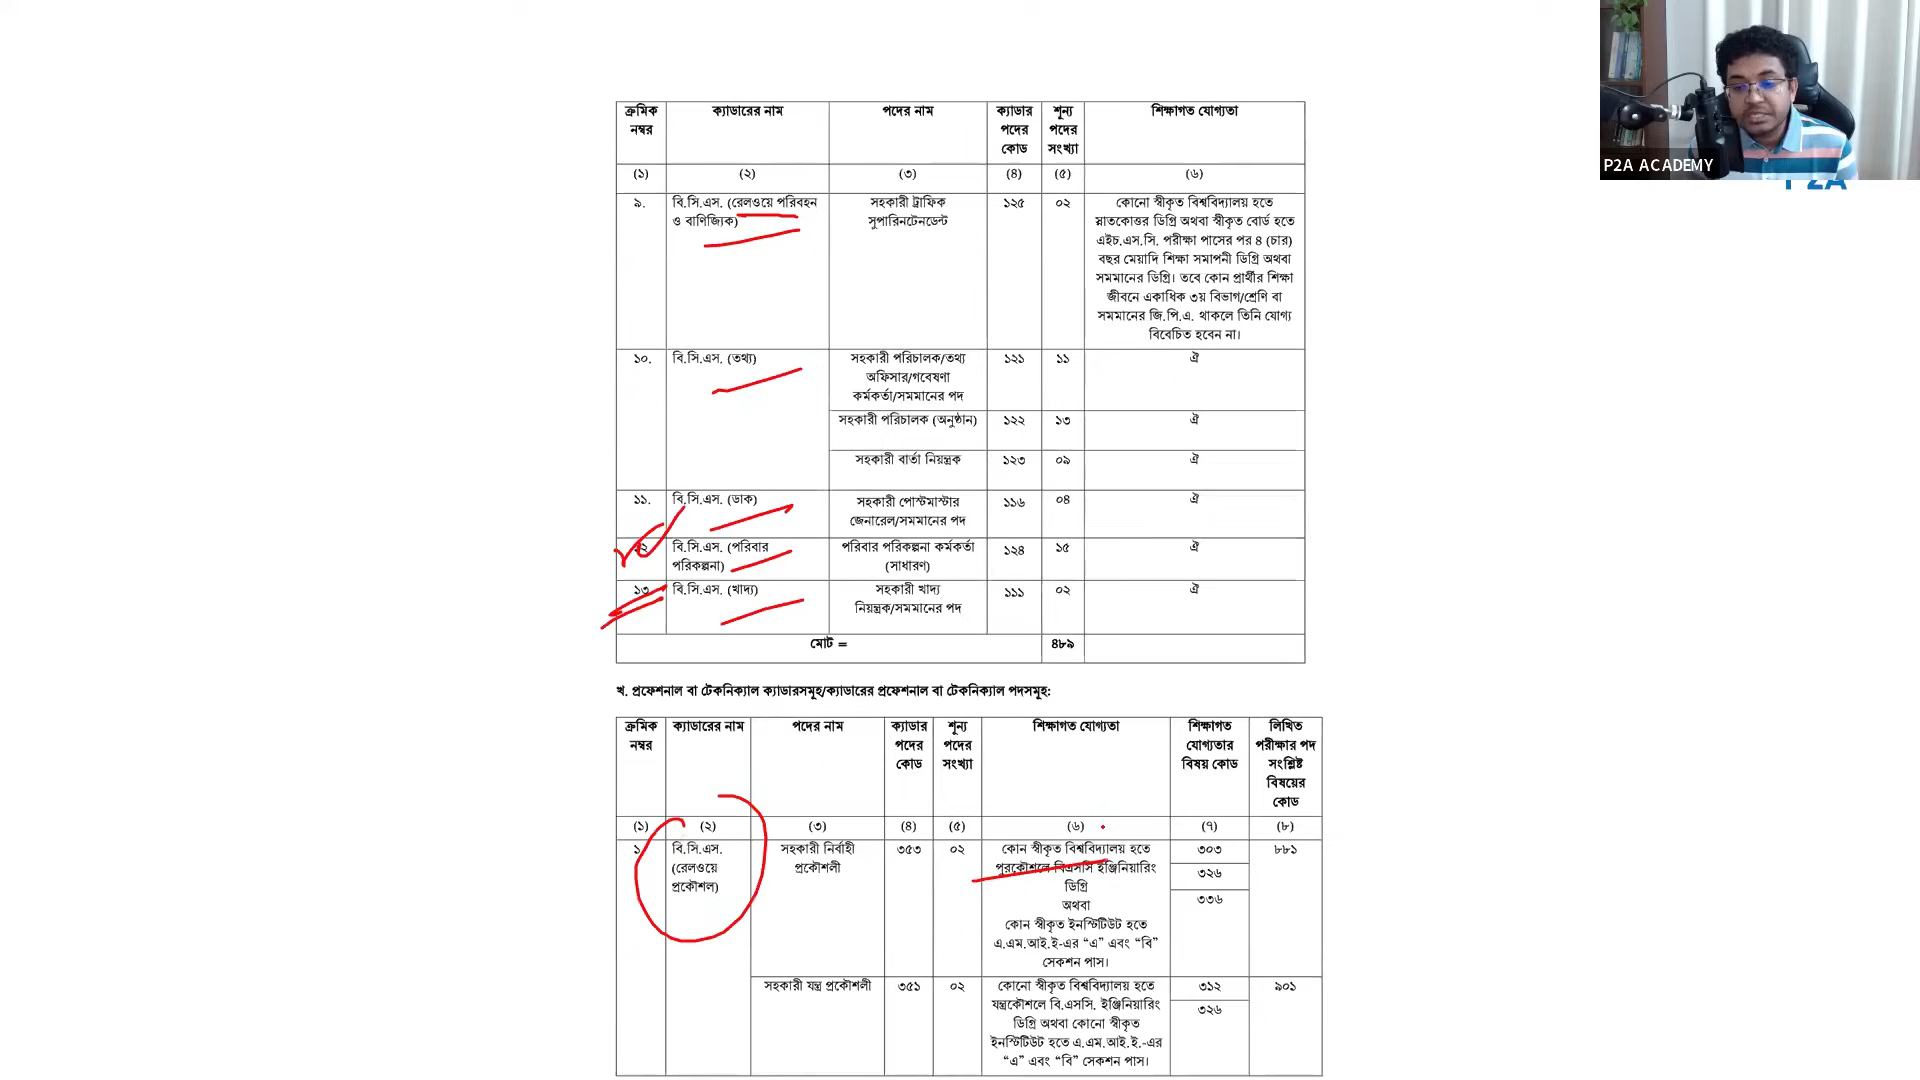 P2A ACADEMY
ক্রমিক নম্বর ক্যাডারের নাম পদের নাম ক্যাডার পদের কোড শূন্য পদের সংখ্যা শিক্ষাগত যোগ্যতা
(১) (২) (৩) (৪) (৫) (৬)
৯. বি.সি.এস. (রেলওয়ে পরিবহন ও বাণিজ্যিক) সহকারী ট্রাফিক সুপারিনটেনডেন্ট ১২৫ ০২
কোনো স্বীকৃত বিশ্ববিদ্যালয় হতে
স্নাতকোত্তর ডিগ্রি অথবা স্বীকৃত বোর্ড হতে
এইচ.এস.সি. পরীক্ষা পাসের পর ৪ (চার)
বছর মেয়াদি শিক্ষা সমাপনী ডিগ্রি অথবা
সমমানের ডিগ্রি। তবে কোন প্রার্থীর শিক্ষা
জীবনে একাধিক ৩য় বিভাগ/শ্রেণি বা
সমমানের জি.পি.এ. থাকলে তিনি যোগ্য
বিবেচিত হবেন না।
১০. বি.সি.এস. (তথ্য) সহকারী পরিচালক/তথ্য অফিসার/গবেষণা কর্মকর্তা/সমমানের পদ ১২১ ১১ ঐ
সহকারী পরিচালক (অনুষ্ঠান) ১২২ ১৩ ঐ
সহকারী বার্তা নিয়ন্ত্রক ১২৩ ০৯ ঐ
১১. বি.সি.এস. (ডাক) সহকারী পোস্টমাস্টার জেনারেল/সমমানের পদ ১১৬ ০৪ ঐ
১২ বি.সি.এস. (পরিবার পরিকল্পনা) পরিবার পরিকল্পনা কর্মকর্তা (সাধারণ) ১২৪ ১৫ ঐ
১৩ বি.সি.এস. (খাদ্য) সহকারী খাদ্য নিয়ন্ত্রক/সমমানের পদ ১১১ ০২ ঐ
মোট = ৪৮৯
খ. প্রফেশনাল বা টেকনিক্যাল ক্যাডারসমূহ/ক্যাডারের প্রফেশনাল বা টেকনিক্যাল পদসমূহ:
ক্রমিক নম্বর ক্যাডারের নাম পদের নাম ক্যাডার পদের কোড শূন্য পদের সংখ্যা শিক্ষাগত যোগ্যতা শিক্ষাগত যোগ্যতার বিষয় কোড লিখিত পরীক্ষার পদ সংশ্লিষ্ট বিষয়ের কোড
(১) (২) (৩) (৪) (৫) (৬) (৭) (৮)
১ বি.সি.এস. (রেলওয়ে প্রকৌশল) সহকারী নির্বাহী প্রকৌশলী ৩৫৩ ০২
কোন স্বীকৃত বিশ্ববিদ্যালয় হতে
পুরকৌশলে বিএসসি ইঞ্জিনিয়ারিং
ডিগ্রি
অথবা
কোন স্বীকৃত ইনস্টিটিউট হতে
এ.এম.আই.ই-এর “এ” এবং “বি”
সেকশন পাস।
৩০৩
৩২৬
৩৩৬
৮৮১
সহকারী যন্ত্র প্রকৌশলী ৩৫১ ০২
কোনো স্বীকৃত বিশ্ববিদ্যালয় হতে
যন্ত্রকৌশলে বি.এসসি. ইঞ্জিনিয়ারিং
ডিগ্রি অথবা কোনো স্বীকৃত
ইনস্টিটিউট হতে এ.এম.আই.ই.-এর
“এ” এবং “বি” সেকশন পাস।
৩১২
৩২৬
৯০১